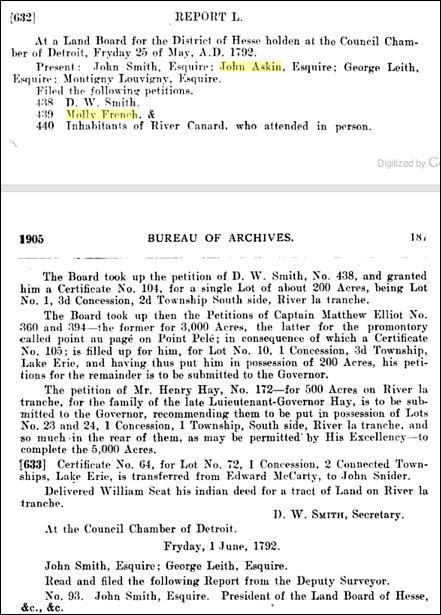 [632] REPORT L.
At a Land Board for the District of Hesse holden at the Council Cham-
ber of Detroit, Fryday 25 of May, A.D. 1792.
Present: John Smith, Esquire; John Askin, Esquire; George Leith,
Esquire; Montigny Louvigny, Esquire.
Filed the following petitions.
438 D. W. Smith.
439 Molly French, &
440 Inhabitants of River Canard, who attended in person.
Digitized by G
1905 BUREAU OF ARCHIVES. 187
The Board took up the petition of D. W. Smith, No. 438, and granted
him a Certificate No. 104, for a single Lot of about 200 Acres, being Lot
No. 1, 3d Concession, 2d Township South side, River la tranche.
The Board took up then the Petitions of Captain Matthew Elliot No.
360 and 394—the former for 3,000 Acres, the latter for the promontory
called point au pagè on Point Pelé; in consequence of which a Certificate
No. 105; is filled up for him, for Lot No. 10, 1 Concession, 3d Township,
Lake Erie, and having thus put him in possession of 200 Acres, his peti-
tions for the remainder is to be submitted to the Governor.
The petition of Mr. Henry Hay, No. 172—for 500 Acres on River la
tranche, for the family of the late Luieutenant-Governor Hay, is to be sub-
mitted to the Governor, recommending them to be put in possession of Lots
No. 23 and 24, 1 Concession, 1 Township, South side, River la tranche, and
so much in the rear of them, as may be permitted by His Excellency—to
complete the 5,000 Acres.
[633] Certificate No. 64, for Lot No. 72, 1 Concession, 2 Connected Town-
ships, Lake Erie, is transferred from Edward McCarty, to John Snider.
Delivered William Scat his indian deed for a tract of Land on River la
tranche.
D. W. SMITH, Secretary.
At the Council Chamber of Detroit.
Fryday, 1 June, 1792.
John Smith, Esquire; George Leith, Esquire.
Read and filed the following Report from the Deputy Surveyor.
No. 93. John Smith, Esquire. President of the Land Board of Hesse,
&c., &c.